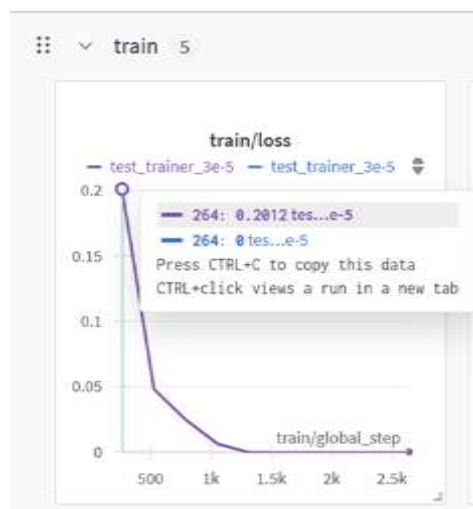 train 5
train/loss
test_trainer_3e-5 test_trainer_3e-5
0.2
264: 0.2012 tes...e-5
264: 0 tes...e-5
0.15
Press CTRL+C to copy this data
CTRL+click views a run in a new tab
0.1
0.05
train/global_step
0
500 1k 1.5k 2k 2.5k